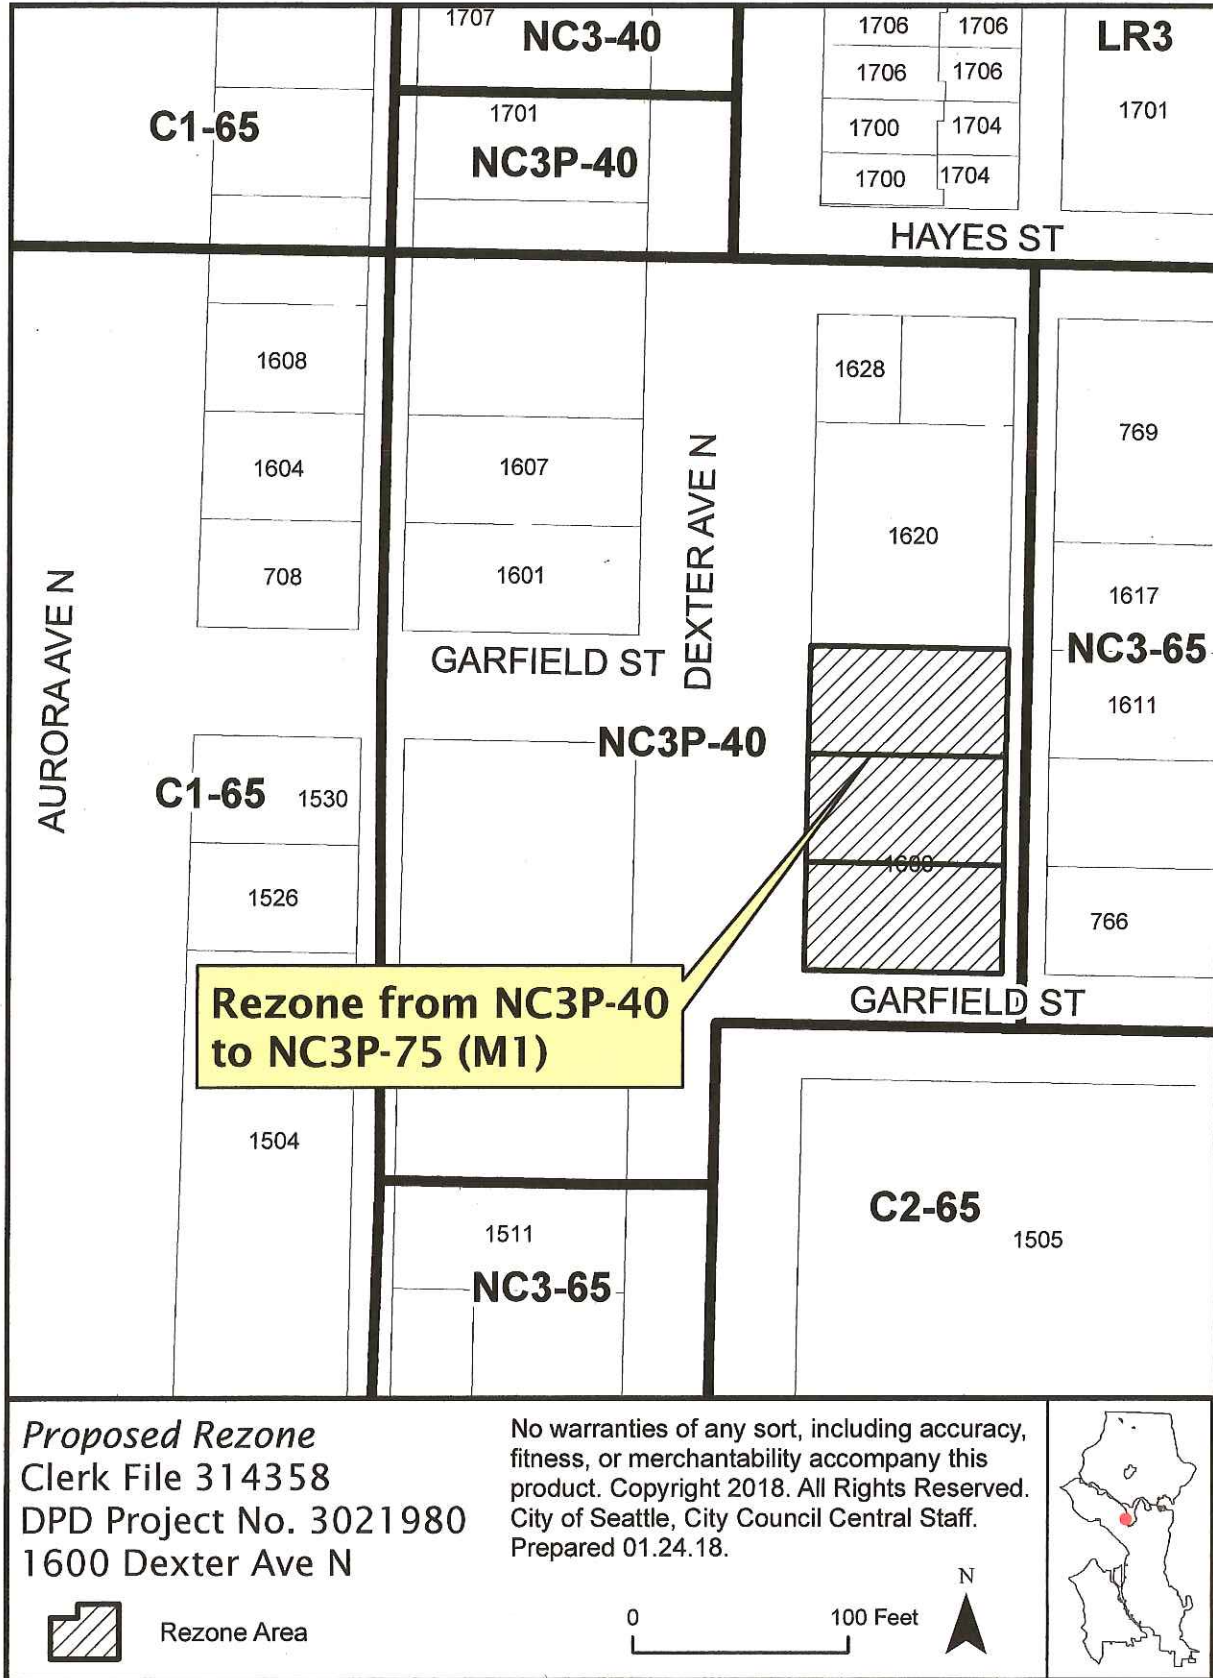 1707
NC3-40
1706
1706
LR3
1706
1706
1701
C1-65
1701
1700
1704
NC3P-40
1700
1704
HAYES ST
1608
1628
769
1604
1607
1620
DEXTER AVE N
708
1601
1617
AURORA AVE N
GARFIELD ST
NC3-65
1611
NC3P-40
C1-65
1530
1526
1600
766
Rezone from NC3P-40
to NC3P-75 (M1)
GARFIELD ST
1504
C2-65
1511
1505
NC3-65
Proposed Rezone
Clerk File 314358
DPD Project No. 3021980
1600 Dexter Ave N
Rezone Area
No warranties of any sort, including accuracy,
fitness, or merchantability accompany this
product. Copyright 2018. All Rights Reserved.
City of Seattle, City Council Central Staff.
Prepared 01.24.18.
0
100 Feet
N